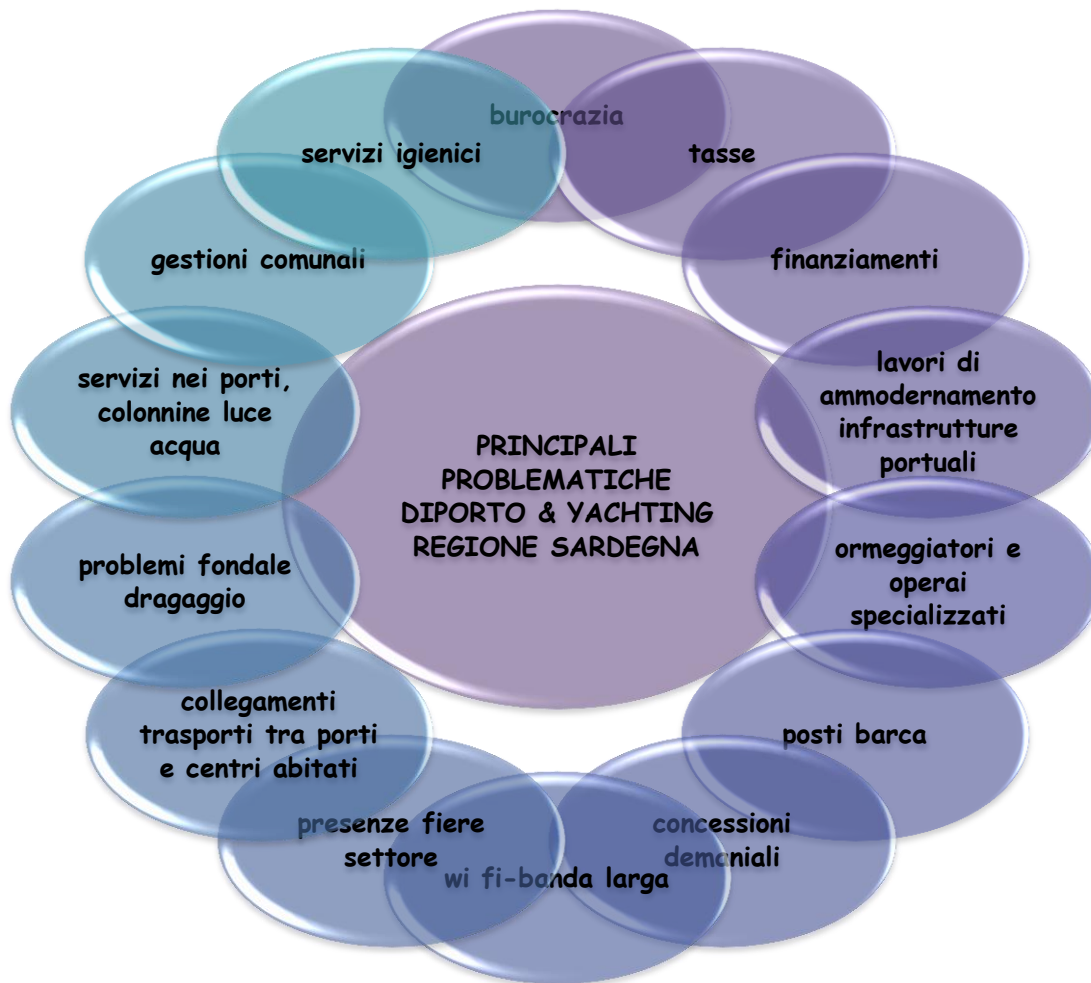 burocrazia
tasse
finanziamenti
lavori di
ammodernamento
infrastrutture
portuali
ormeggiatori e
operai
specializzati
posti barca
concessioni
demaniali
wi fi-banda larga
presenze fiere
settore
collegamenti
trasporti tra porti
e centri abitati
problemi fondale
dragaggio
servizi nei porti,
colonnine luce
acqua
gestioni comunali
servizi igienici
PRINCIPALI
PROBLEMATICHE
DIPORTO & YACHTING
REGIONE SARDEGNA